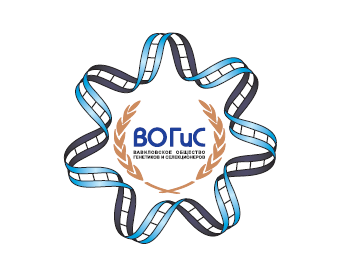 ВОГиС
ВАВИЛОВСКОЕ ОБЩЕСТВО
ГЕНЕТИКОВ И СЕЛЕКЦИОНЕРОВ